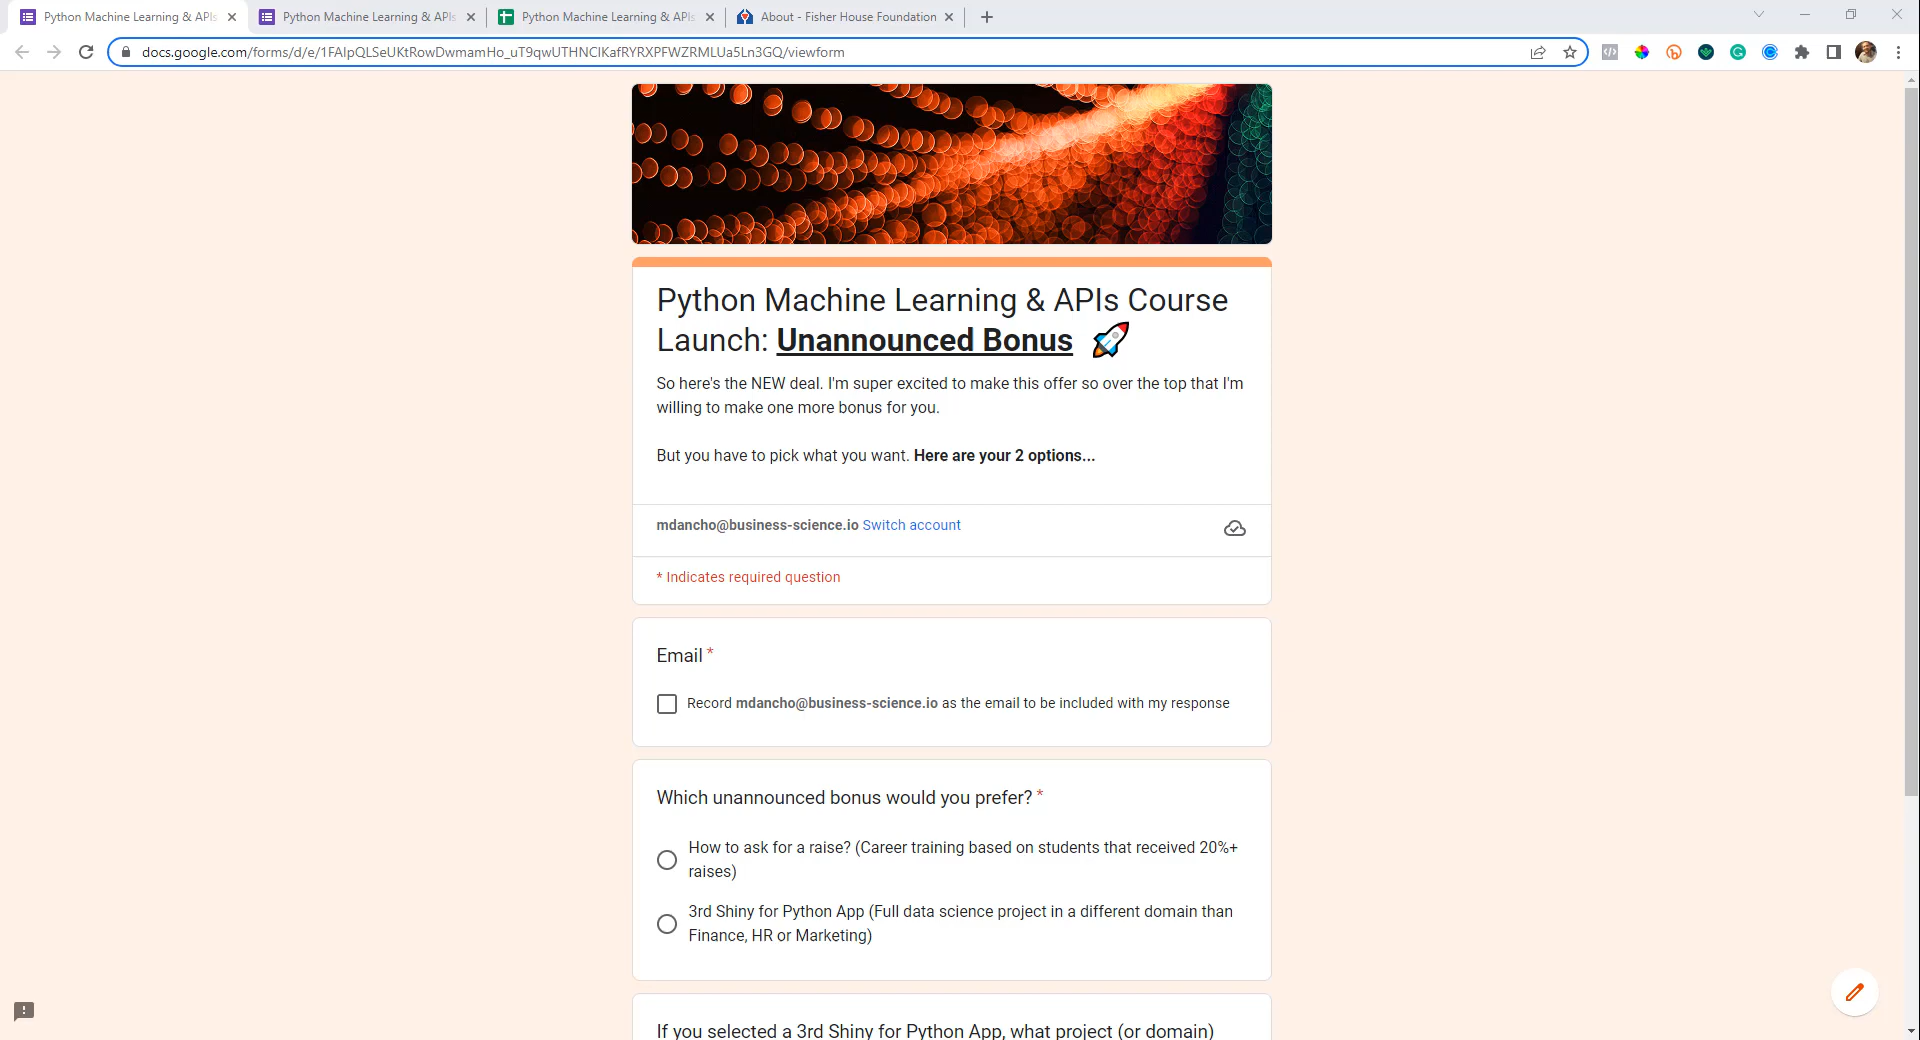 Python Machine Learning & APIs
Python Machine Learning & APIs
Python Machine Learning & APIs
About - Fisher House Foundation
docs.google.com/forms/d/e/1FAIpQLSeUKtRowDwmamHo_uT9qwUTHNClKafRYRXPFWZRMLUa5Ln3GQ/viewform
Python Machine Learning & APIs Course
Launch: Unannounced Bonus 🚀
So here's the NEW deal. I'm super excited to make this offer so over the top that I'm
willing to make one more bonus for you.
But you have to pick what you want. Here are your 2 options...
mdancho@business-science.io Switch account
* Indicates required question
Email *
Record mdancho@business-science.io as the email to be included with my response
Which unannounced bonus would you prefer? *
How to ask for a raise? (Career training based on students that received 20%+
raises)
3rd Shiny for Python App (Full data science project in a different domain than
Finance, HR or Marketing)
If you selected a 3rd Shiny for Python App, what project (or domain)